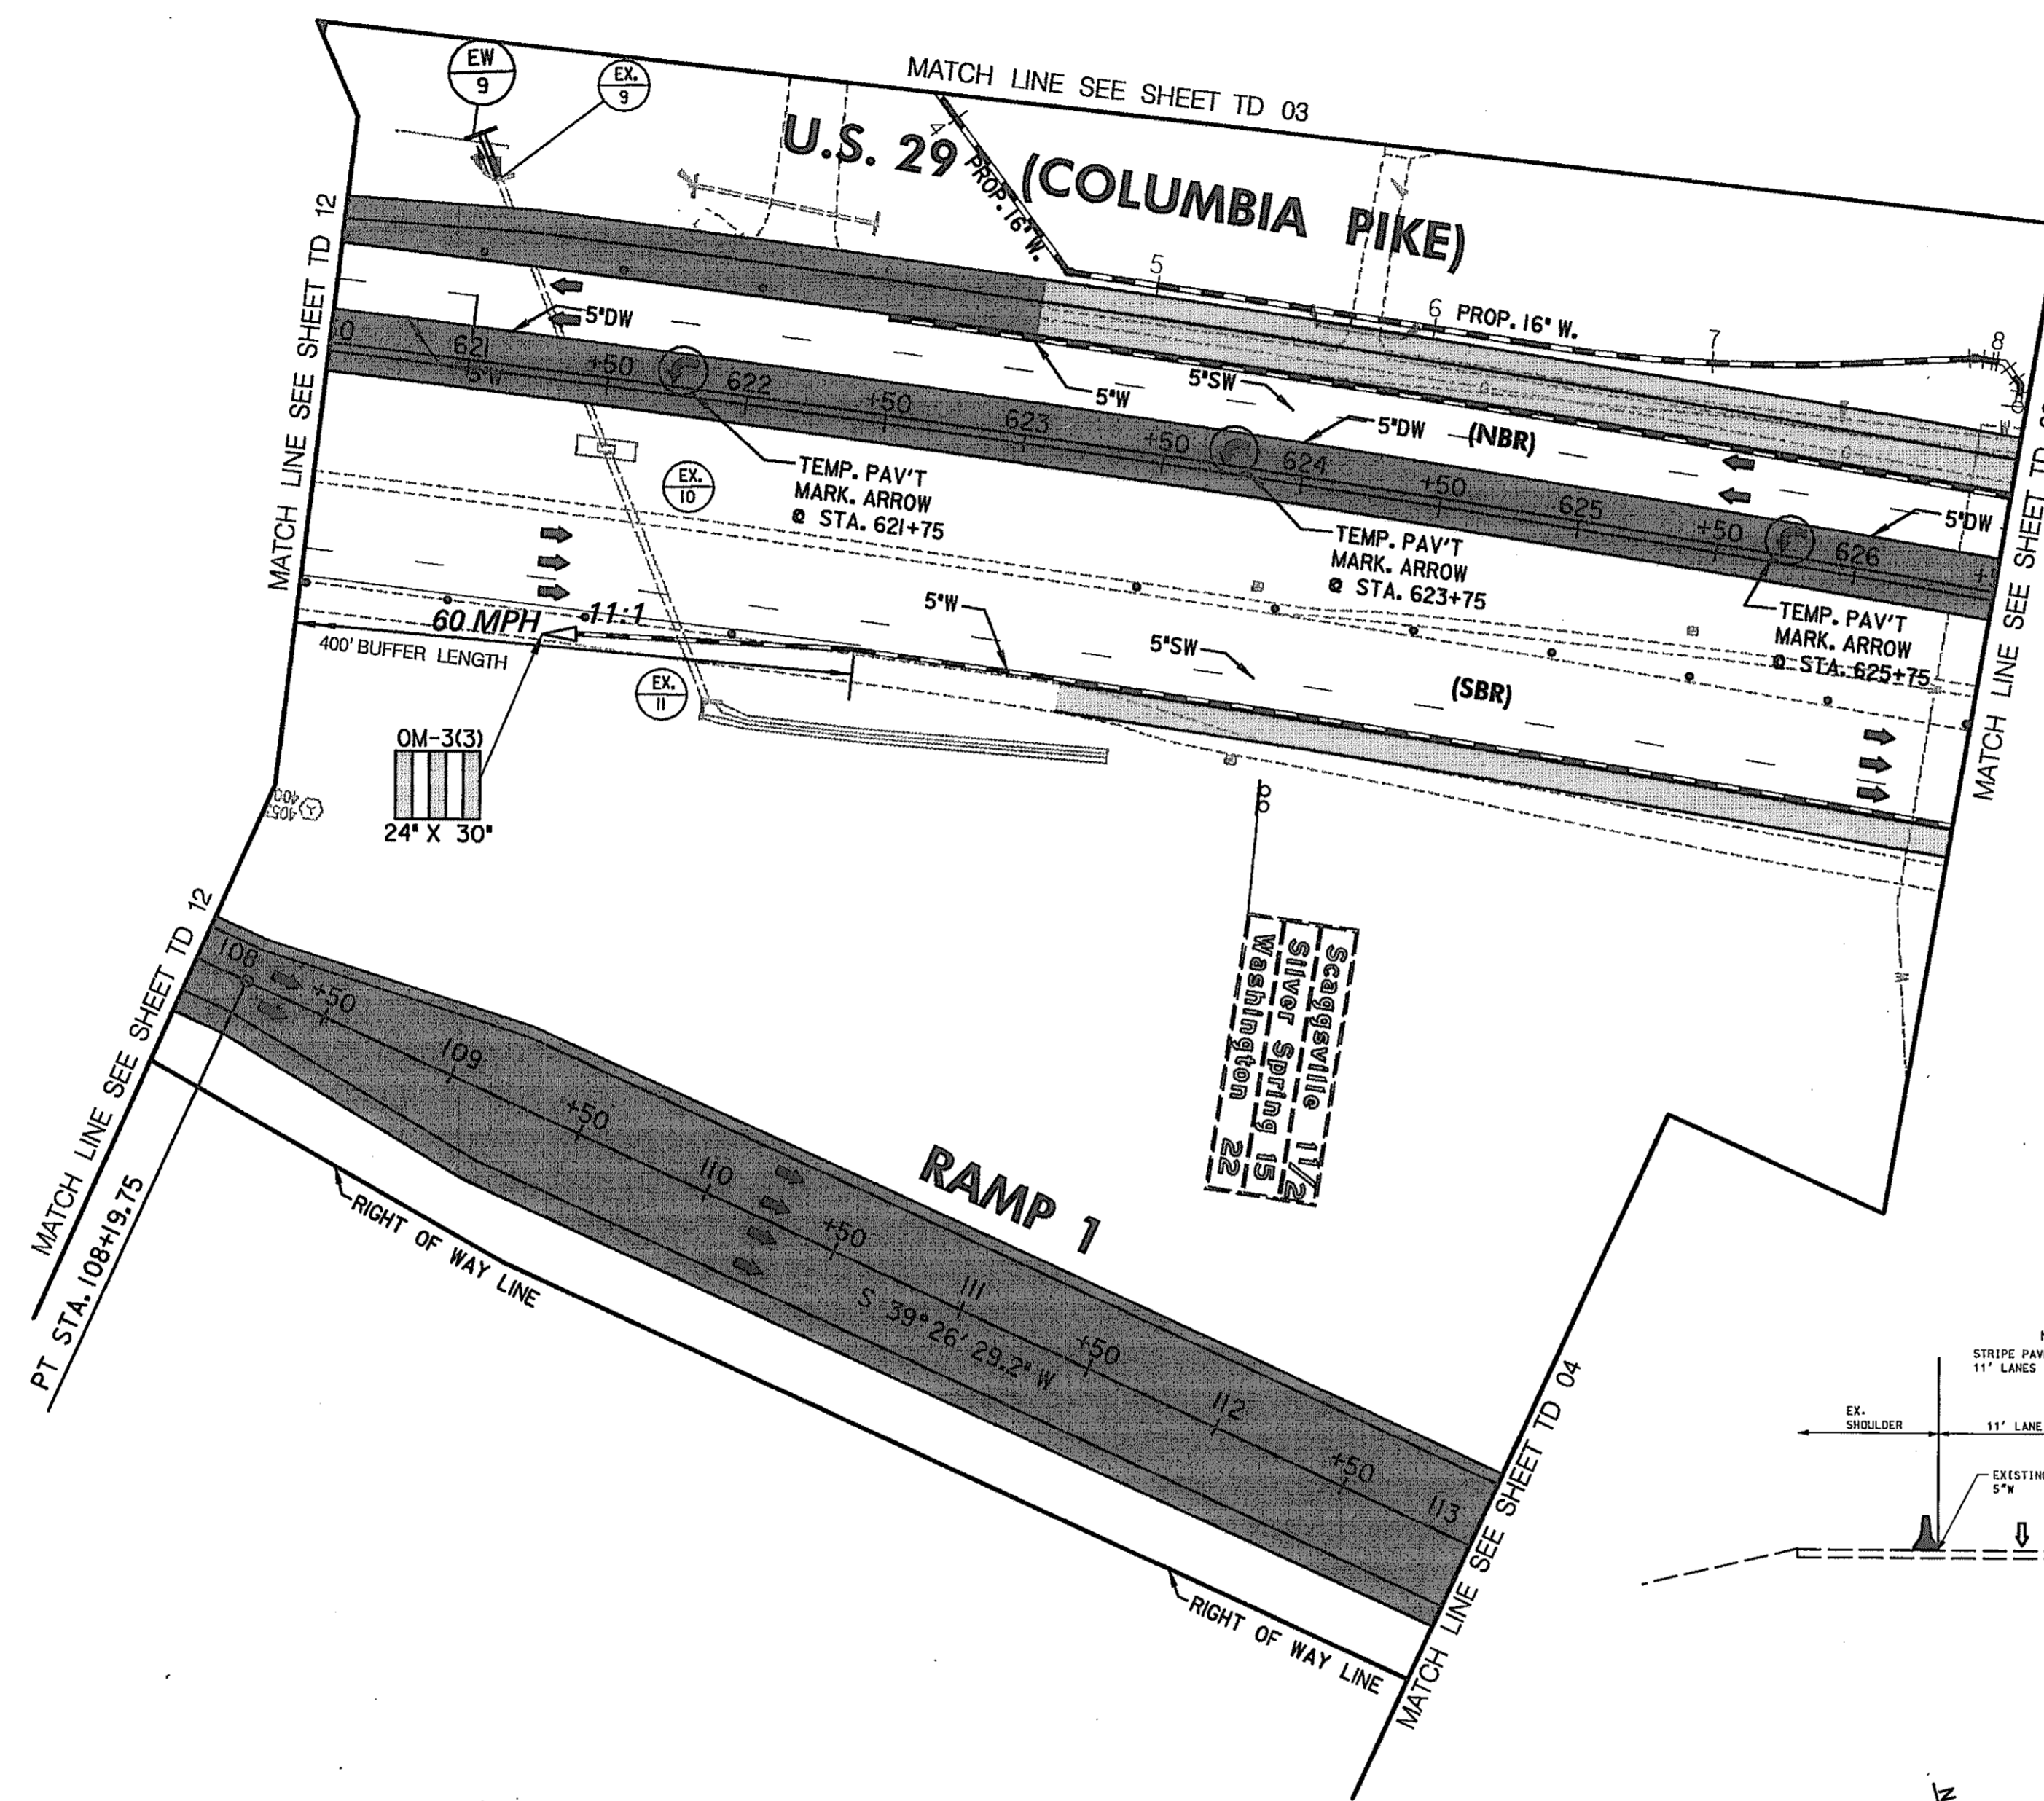 EW
9
EX.
9
MATCH LINE SEE SHEET TD 03
U.S. 29 (COLUMBIA PIKE)
4
PROP. 16" W.
5
6
PROP. 16" W.
7
8
MATCH LINE SEE SHEET TD 12
5"DW
0
621
5"W
+50
622
+50
623
+50
624
+50
625
+50
626
5"W
5"SW
5"DW
(NBR)
5"DW
EX.
10
TEMP. PAV'T
MARK. ARROW
@ STA. 621+75
TEMP. PAV'T
MARK. ARROW
@ STA. 623+75
TEMP. PAV'T
MARK. ARROW
@ STA. 625+75
MATCH LINE SEE SHEET TD
60 MPH
11:1
400' BUFFER LENGTH
5"W
5"SW
(SBR)
EX.
11
OM-3(3)
24" X 30"
Scaggsville 11/2
Silver Spring 15
Washington 22
MATCH LINE SEE SHEET TD 12
PT STA. 108+19.75
108
+50
109
+50
110
+50
111
+50
112
+50
113
RAMP 1
S 39° 26' 29.2" W
RIGHT OF WAY LINE
RIGHT OF WAY LINE
MATCH LINE SEE SHEET TD 04
STRIPE PAV
11' LANES
EX.
SHOULDER
11' LANE
EXISTING
5"W